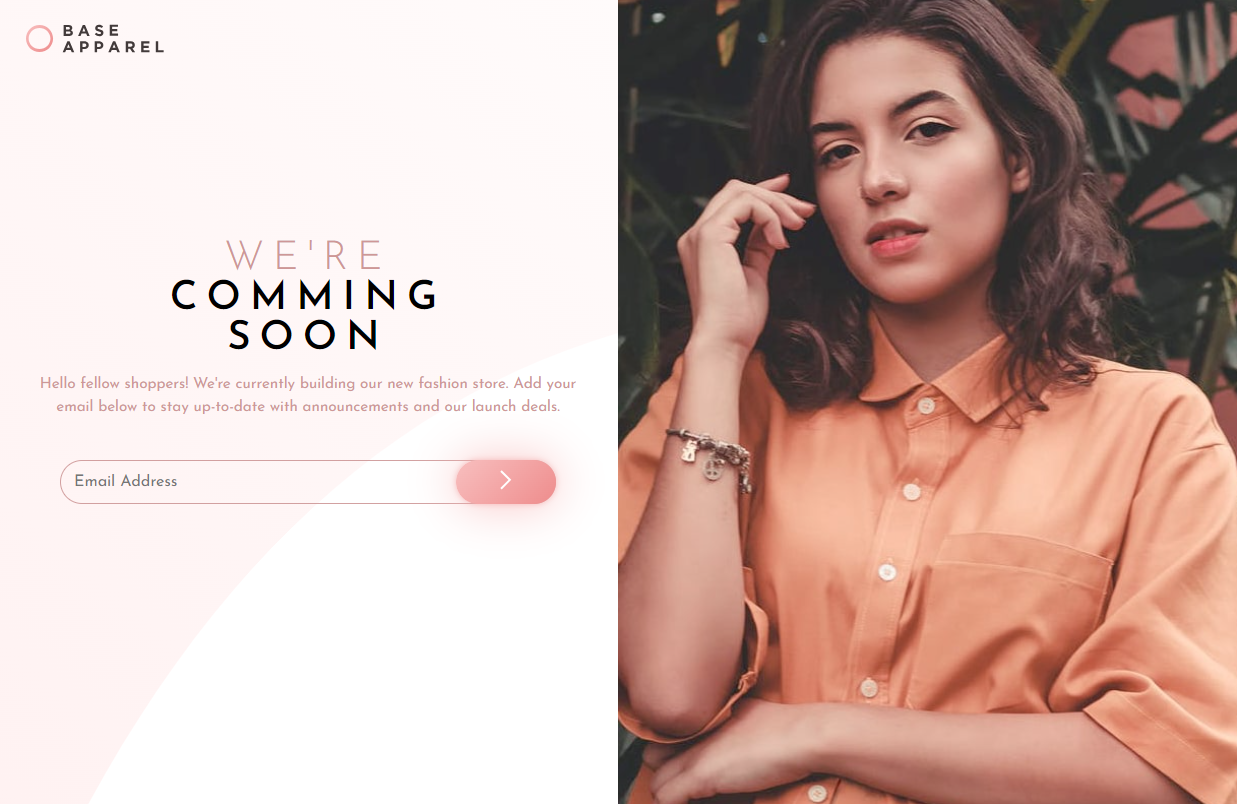 BASE
APPAREL
WE'RE
COMMING
SOON
Hello fellow shoppers! We're currently building our new fashion store. Add your
email below to stay up-to-date with announcements and our launch deals.
Email Address